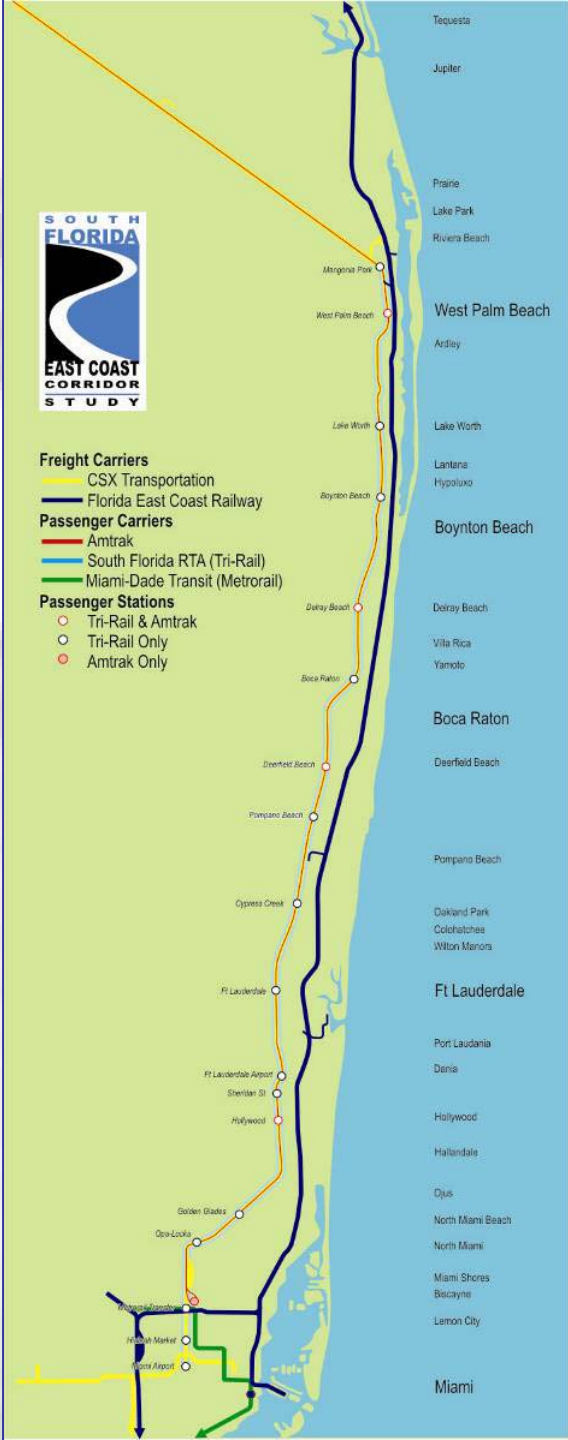 SOUTH
FLORIDA
EAST COAST
CORRIDOR
STUDY
Freight Carriers
CSX Transportation
Florida East Coast Railway
Passenger Carriers
Amtrak
South Florida RTA (Tri-Rail)
Miami-Dade Transit (Metrorail)
Passenger Stations
Tri-Rail & Amtrak
Tri-Rail Only
Amtrak Only
Mangonia Park
West Palm Beach
Lake Worth
Boynton Beach
Delray Beach
Boca Raton
Deerfield Beach
Pompano Beach
Cypress Creek
Ft Lauderdale
Ft Lauderdale Airport
Sheridan St
Hollywood
Golden Glades
Opa-Locka
Metrorail Transfer
Hialeah Market
Miami Airport
Tequesta
Jupiter
Prairie
Lake Park
Riviera Beach
West Palm Beach
Ardley
Lake Worth
Lantana
Hypoluxo
Boynton Beach
Delray Beach
Villa Rica
Yamoto
Boca Raton
Deerfield Beach
Pompano Beach
Oakland Park
Colohatchee
Wilton Manors
Ft Lauderdale
Port Laudania
Dania
Hollywood
Hallandale
Ojus
North Miami Beach
North Miami
Miami Shores
Biscayne
Lemon City
Miami